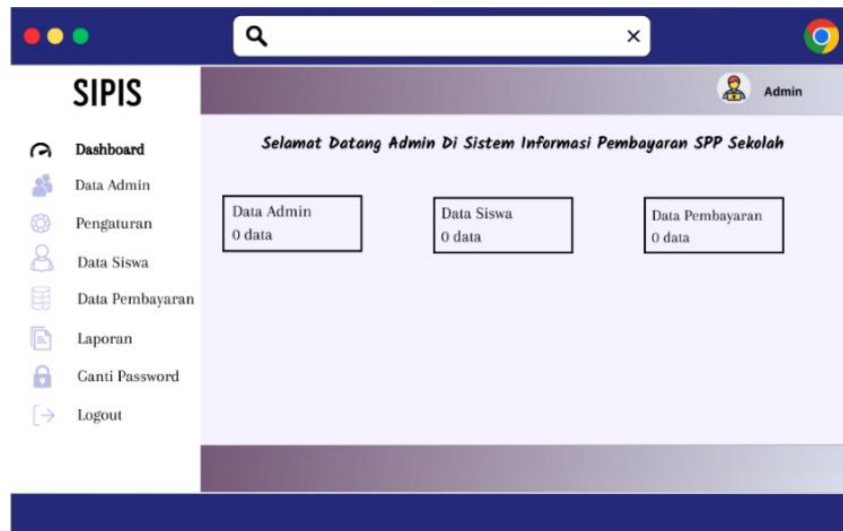 SIPIS
Admin
Dashboard
Data Admin
Pengaturan
Data Siswa
Data Pembayaran
Laporan
Ganti Password
Logout
Selamat Datang Admin Di Sistem Informasi Pembayaran SPP Sekolah
Data Admin
0 data
Data Siswa
0 data
Data Pembayaran
0 data